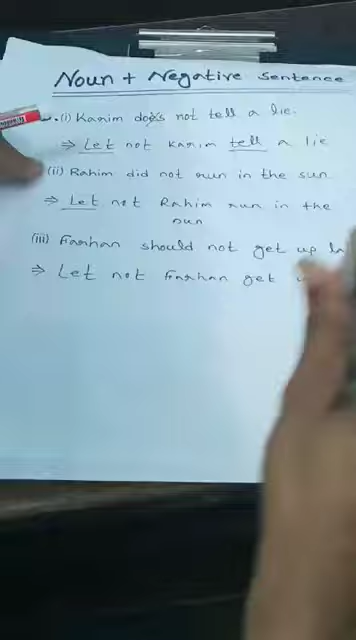 Noun + Negative sentence
(i) Karim does not tell a lie.
⇒ Let not Karim tell a lie
(ii) Rahim did not run in the sun
⇒ Let not Rahim run in the
sun
(iii) Farhan should not get up
⇒ Let not Farhan get